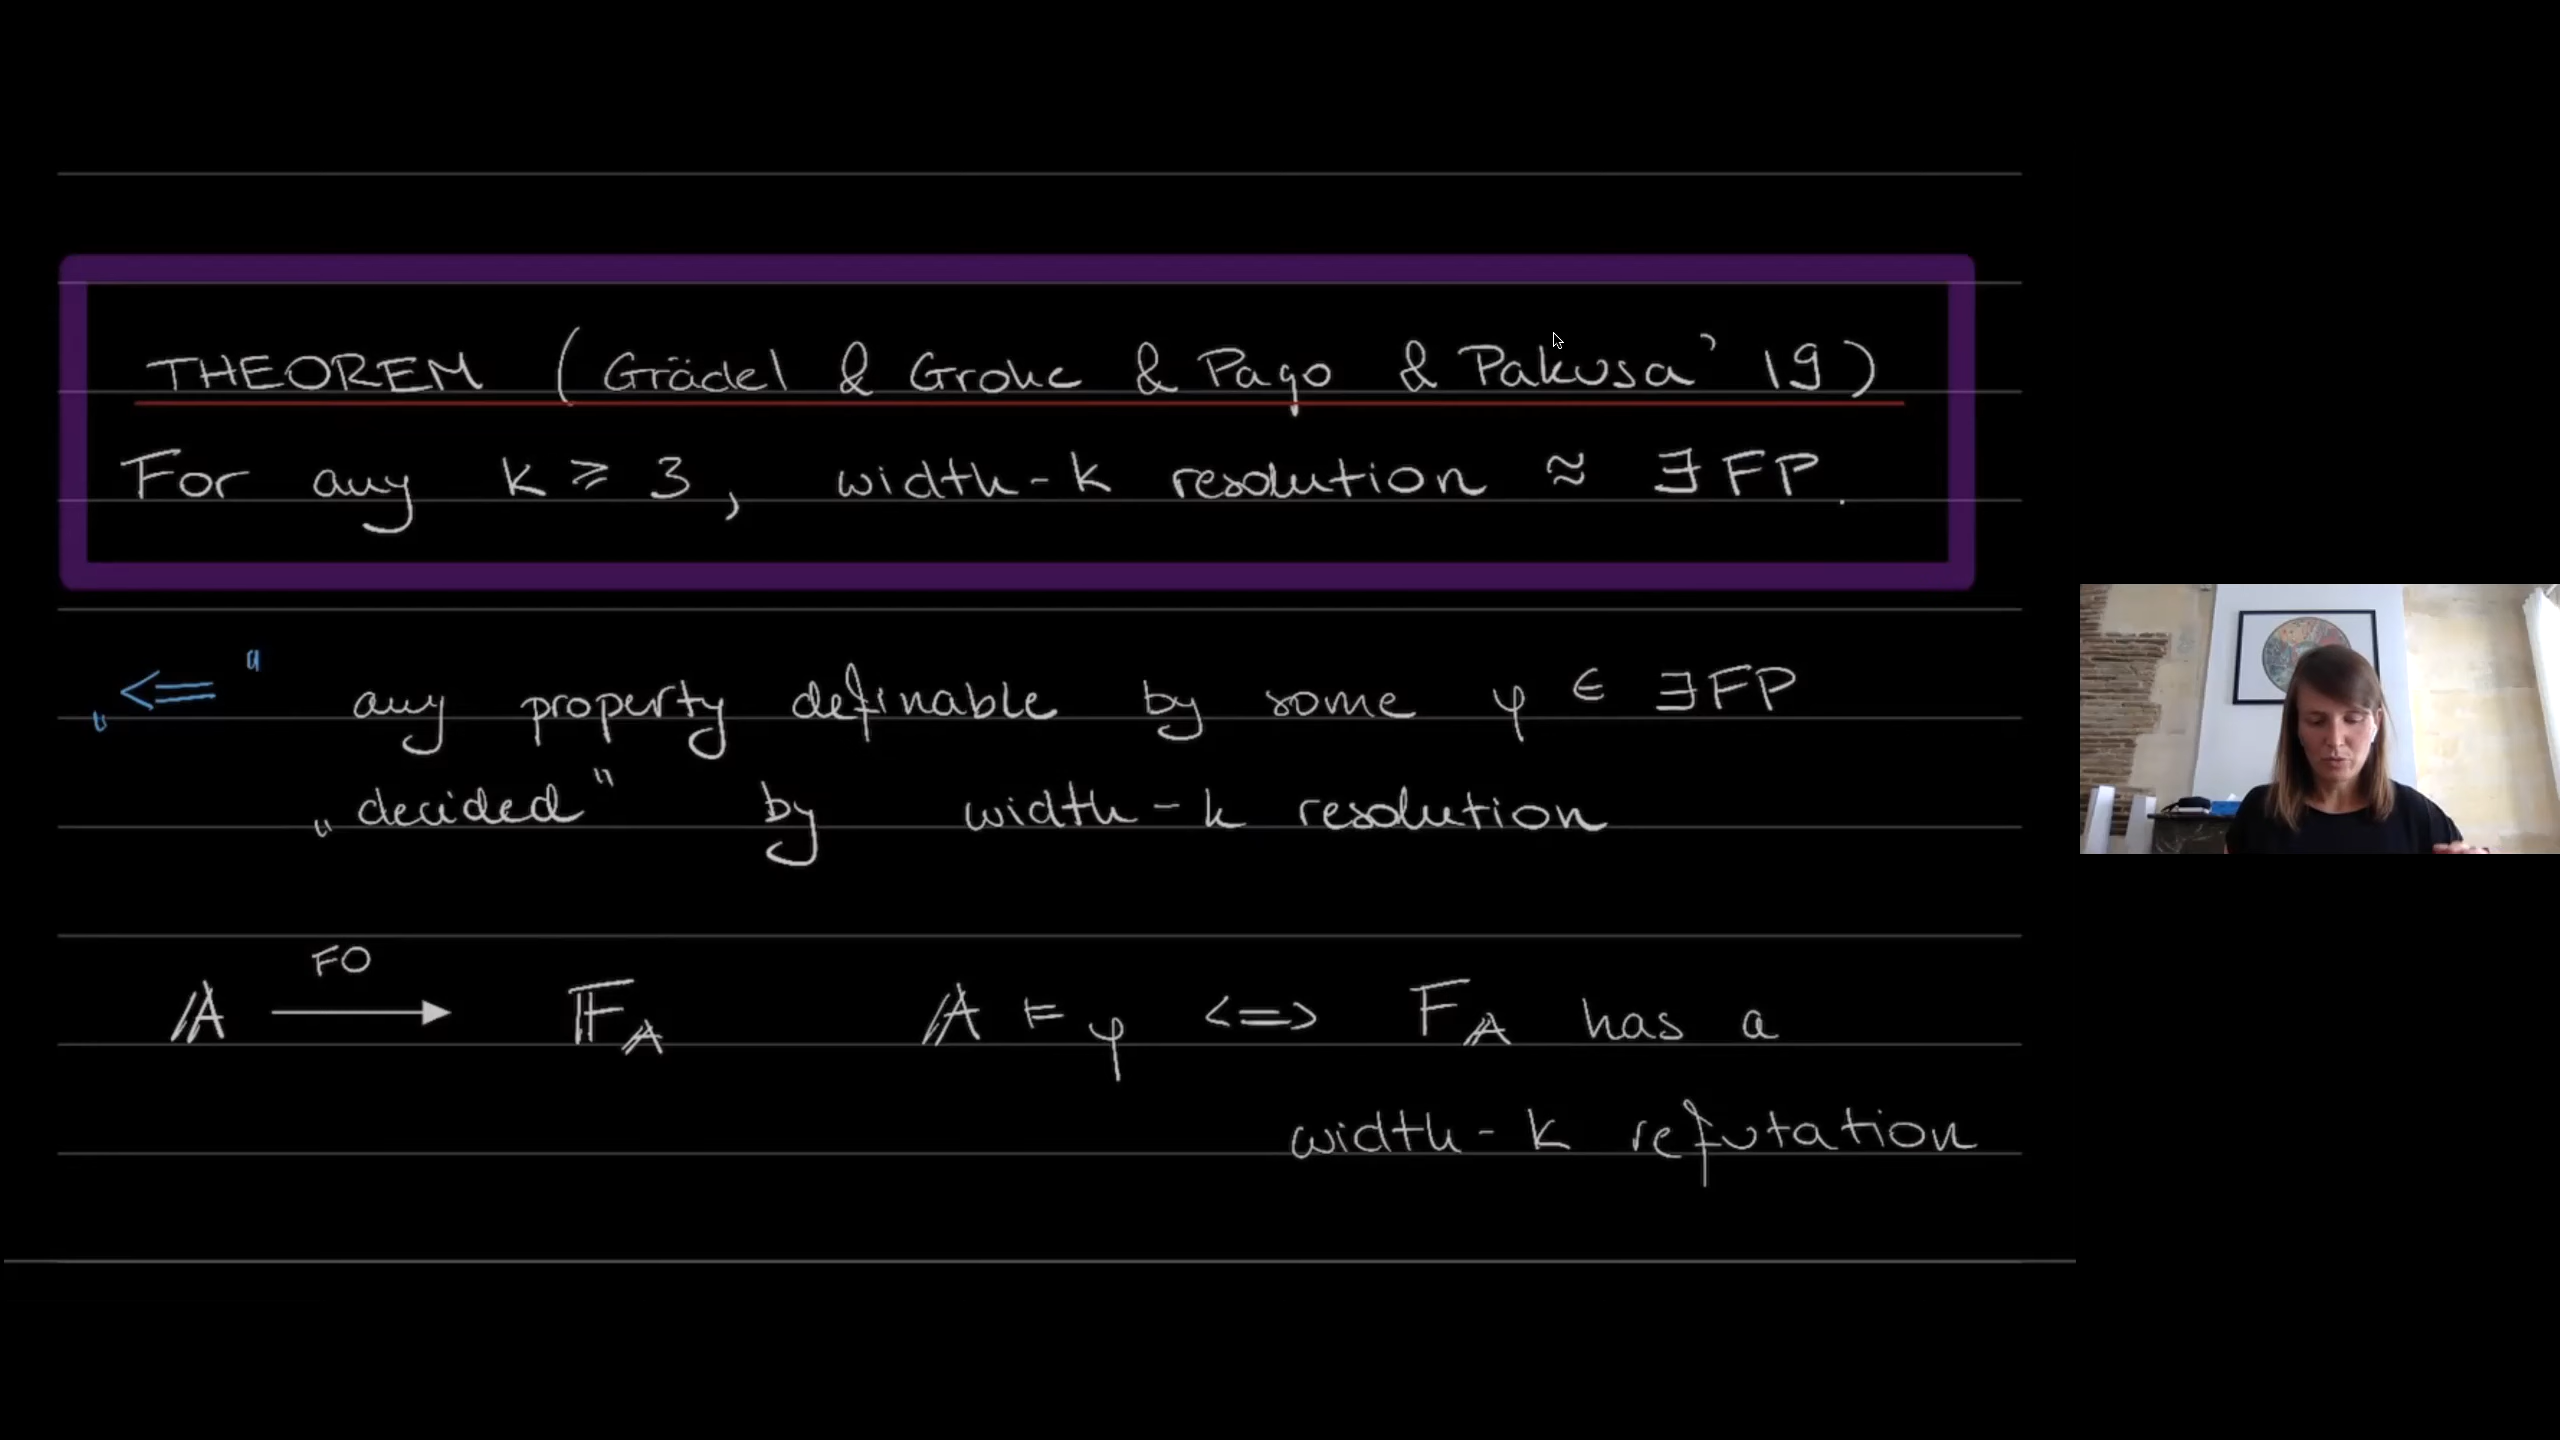 THEOREM (Grädel & Grohe & Pago & Pakusa' 19)
For any k ⩾ 3, width-k resolution ≈ ∃FP.
„⇐" any property definable by some φ ∈ ∃FP
„decided" by width-k resolution
FO
𝔸 ⟶ 𝔽_𝔸 𝔸 ⊨ φ ⇔ F_𝔸 has a
width-k refutation